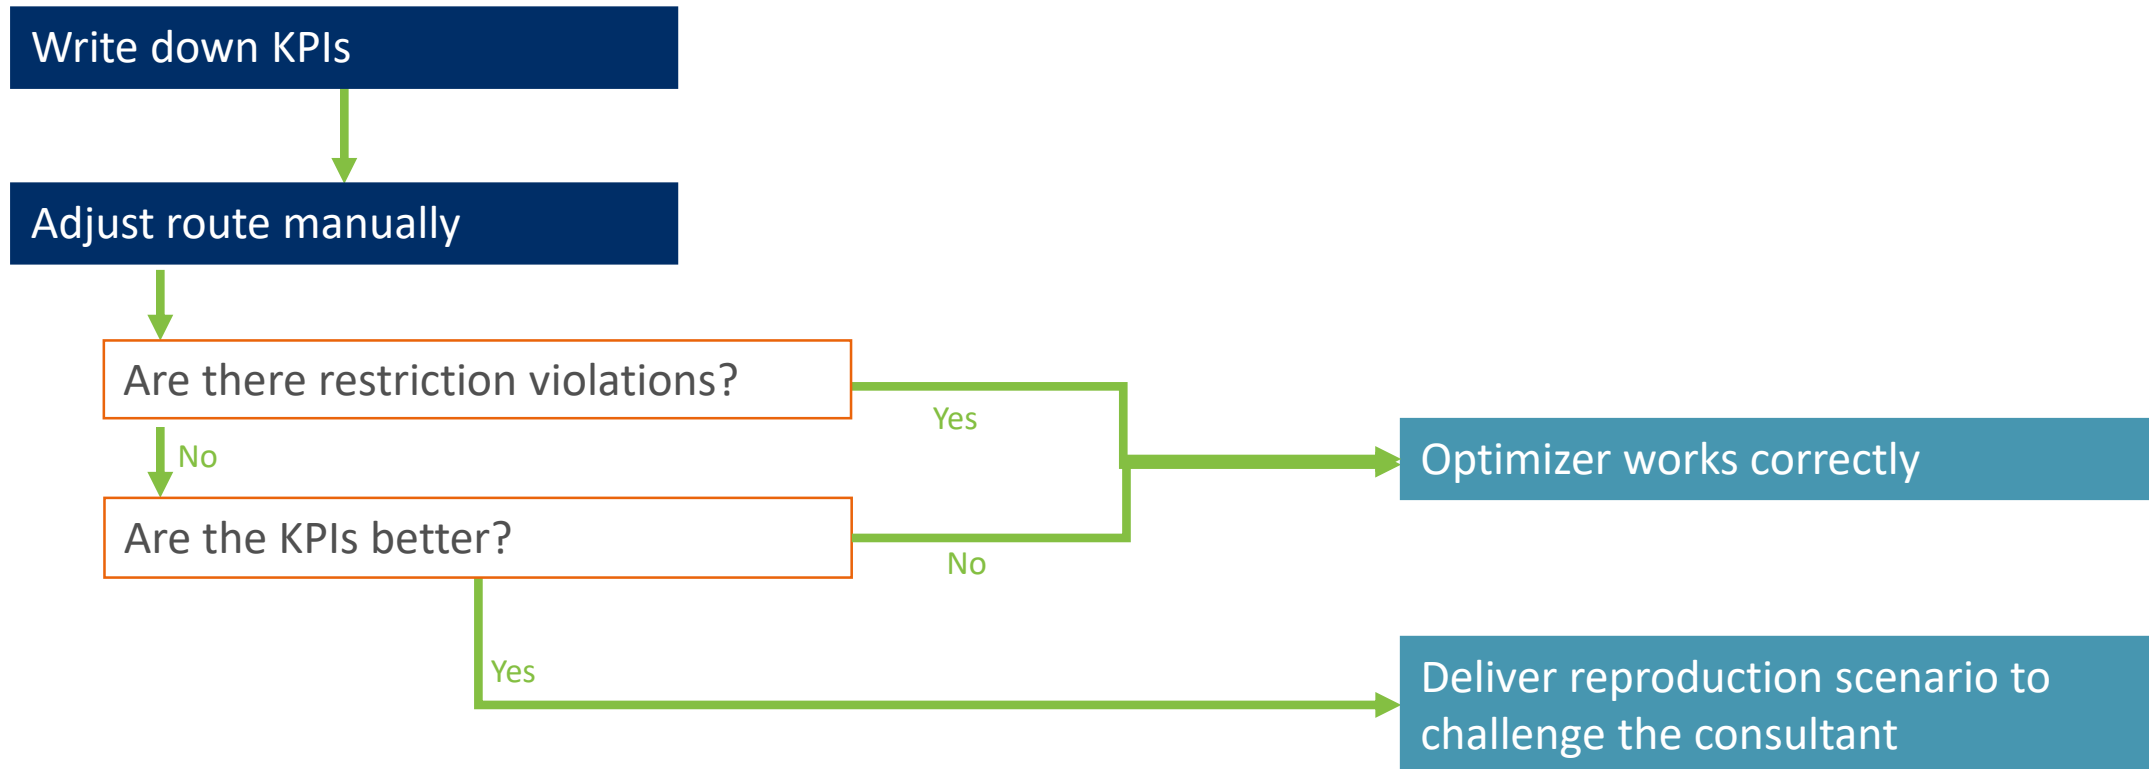 Write down KPIs
Adjust route manually
Are there restriction violations?
Yes
No
Optimizer works correctly
Are the KPIs better?
No
Yes
Deliver reproduction scenario to
challenge the consultant